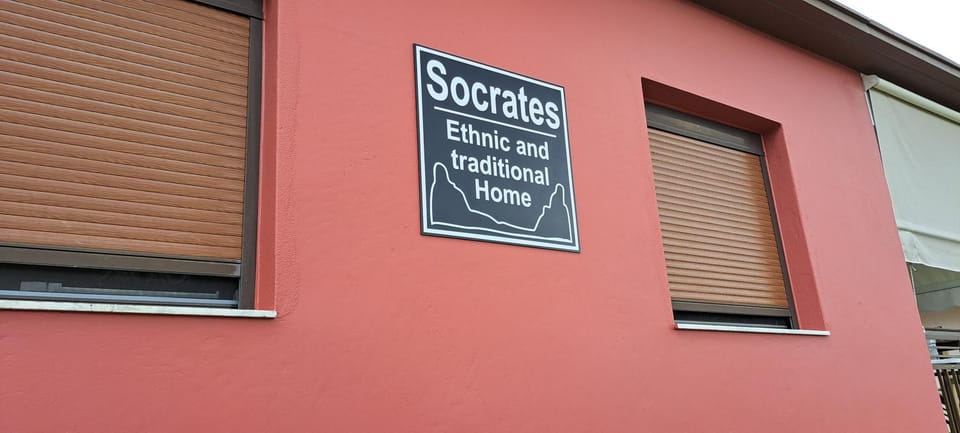 Socrates
Ethnic and
traditional
Home